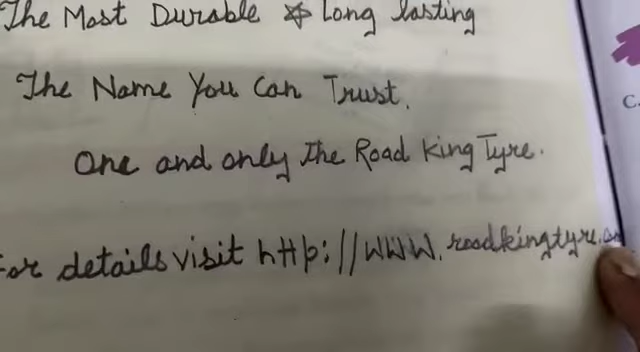 The Most Durable & Long lasting
The Name You Can Trust.
One and only The Road King Tyre.
For details visit http://www.roadkingtyre.
C.